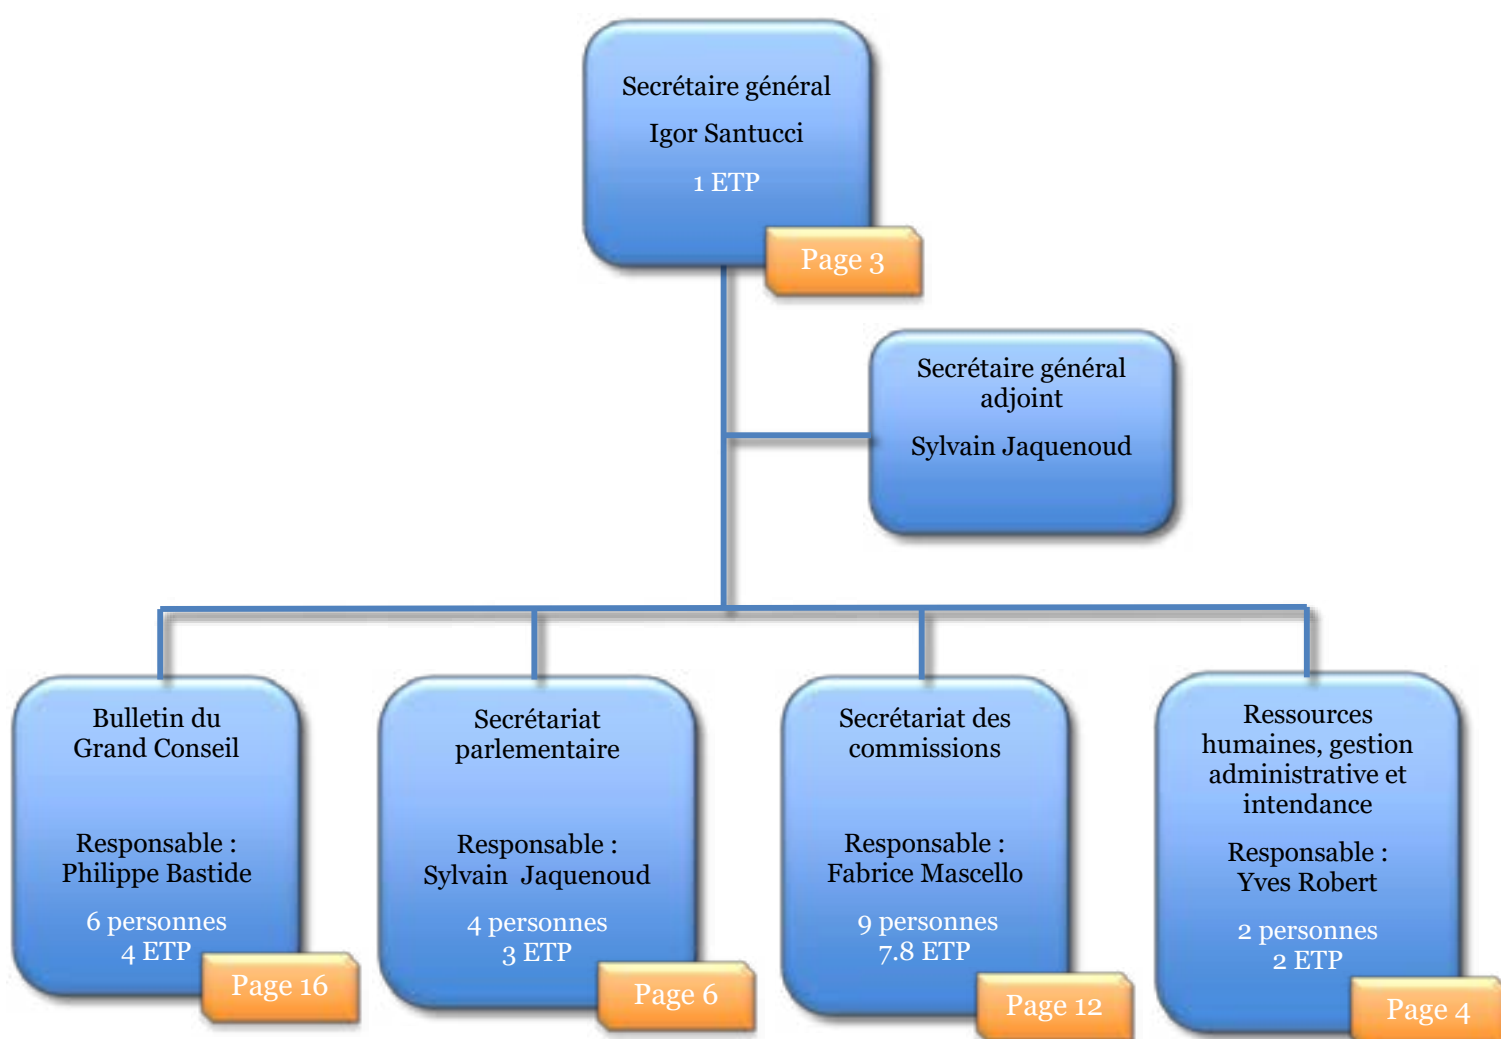 Secrétaire général
Igor Santucci
1 ETP
Page 3
Secrétaire général
adjoint
Sylvain Jaquenoud
Bulletin du
Grand Conseil
Responsable :
Philippe Bastide
6 personnes
4 ETP
Page 16
Secrétariat
parlementaire
Responsable :
Sylvain  Jaquenoud
4 personnes
3 ETP
Page 6
Secrétariat des
commissions
Responsable :
Fabrice Mascello
9 personnes
7.8 ETP
Page 12
Ressources
humaines, gestion
administrative et
intendance
Responsable :
Yves Robert
2 personnes
2 ETP
Page 4